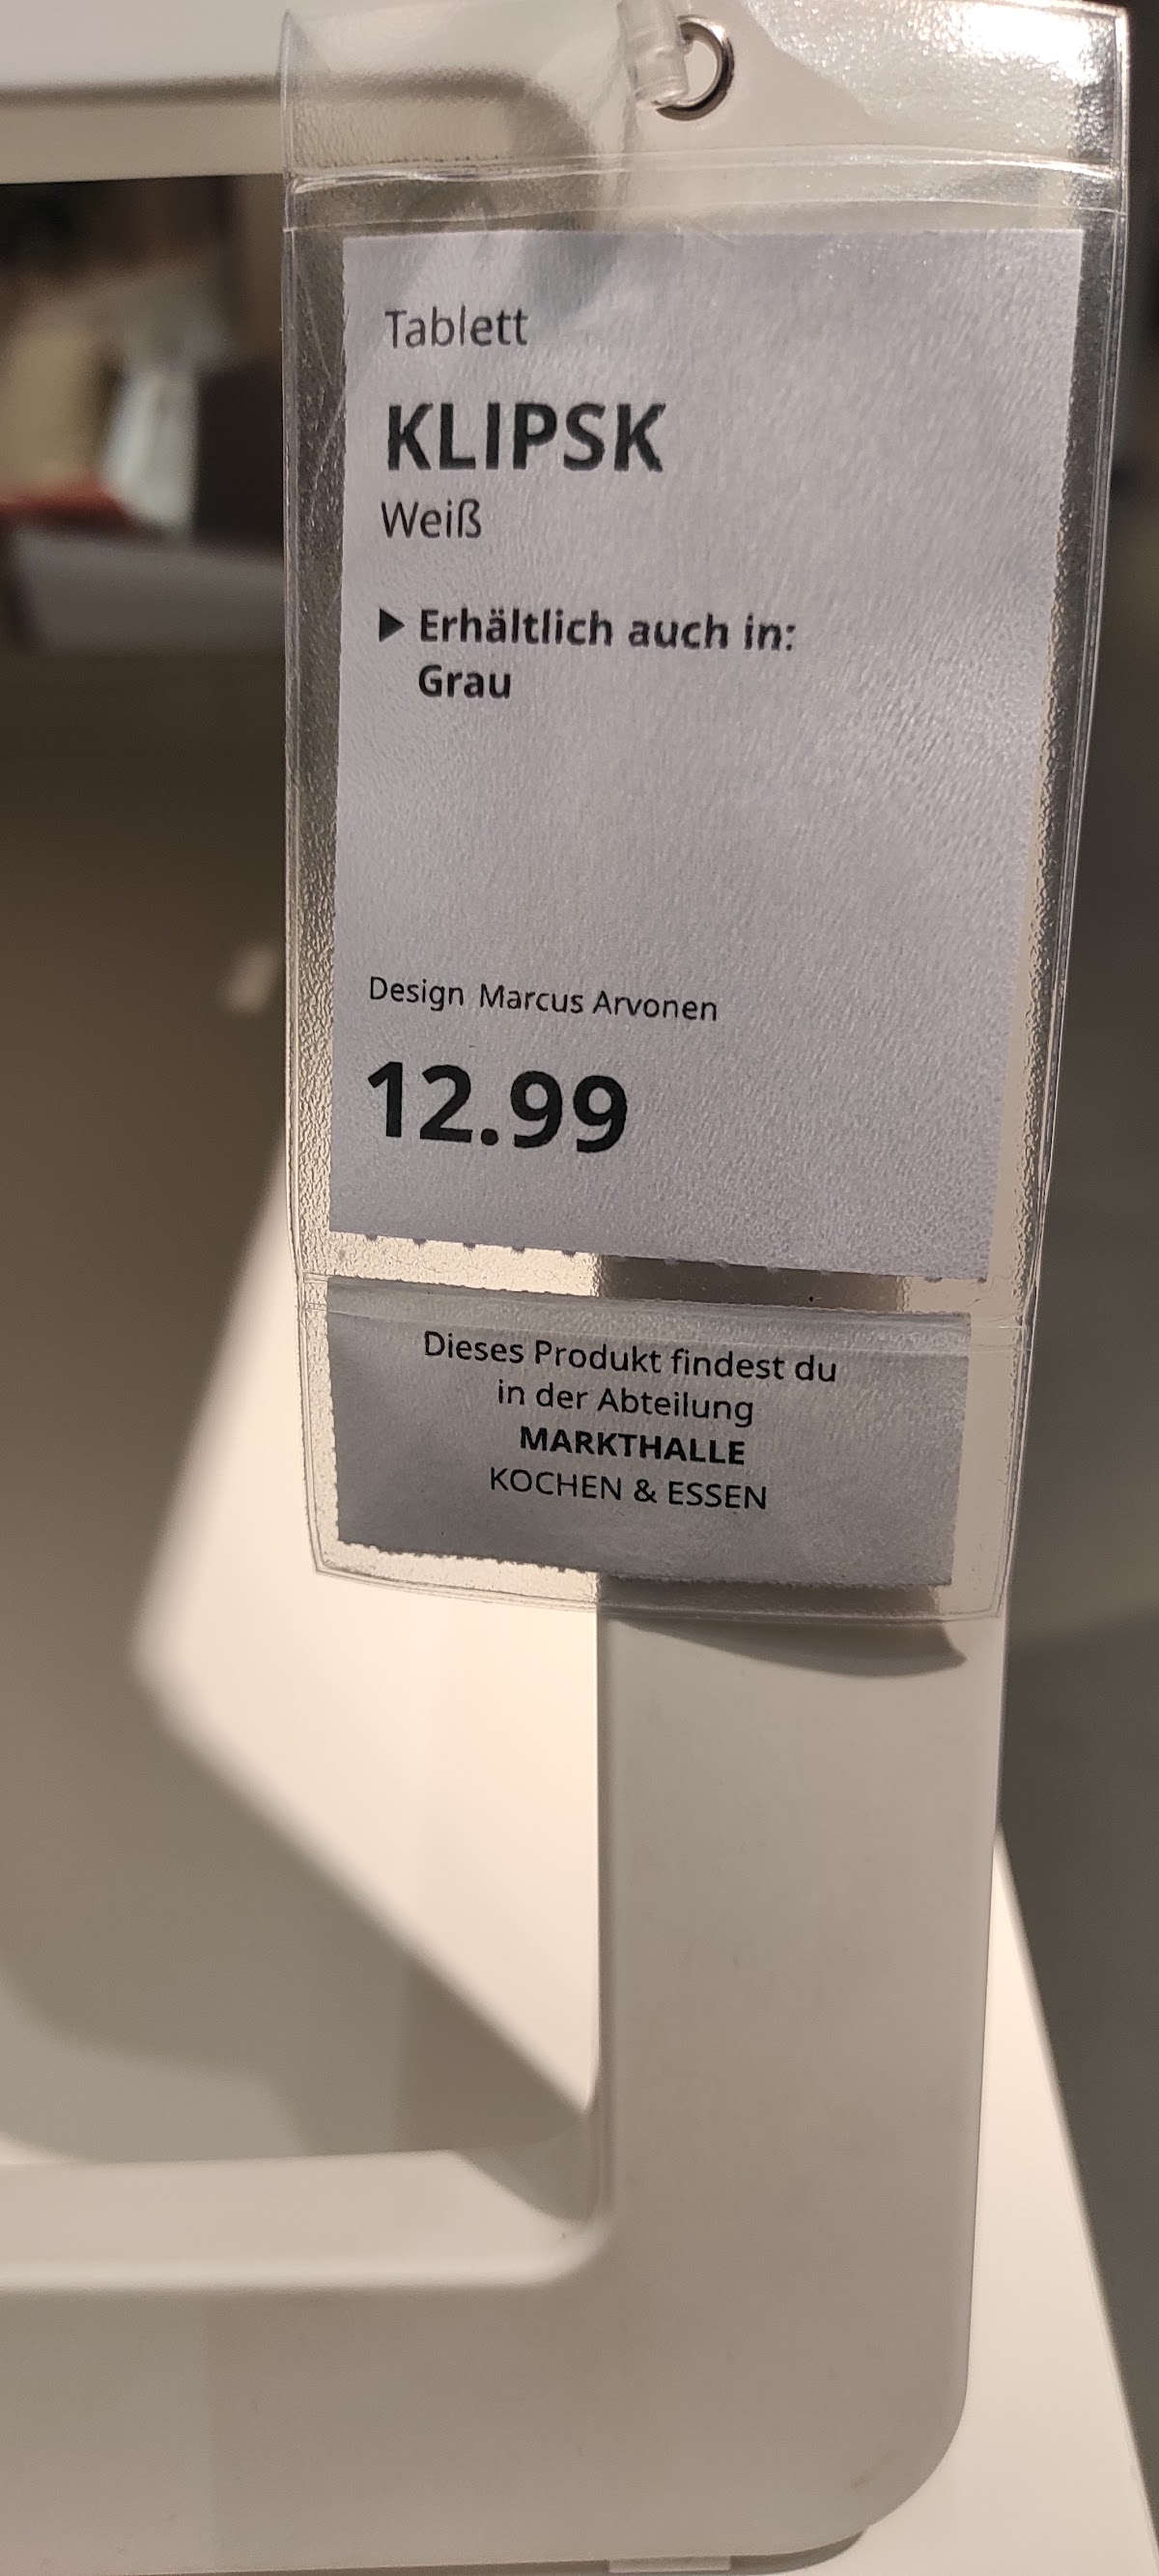 Tablett
KLIPSK
Weiß
▶ Erhältlich auch in:
Grau
Design Marcus Arvonen
12.99
Dieses Produkt findest du
in der Abteilung
MARKTHALLE
KOCHEN & ESSEN